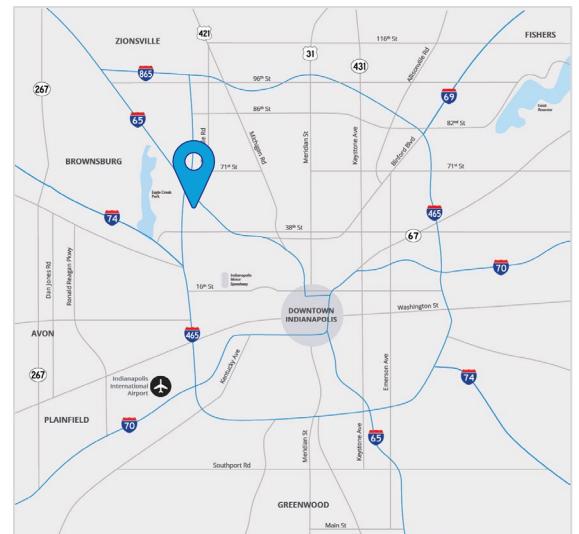 421
ZIONSVILLE
116th St
FISHERS
31
431
Allisonville Rd
865
96th St
267
69
65
86th St
82nd St
Michigan Rd
Meridian St
Keystone Ave
Binford Blvd
BROWNSBURG
71st St
71st St
Eagle Creek
Park
74
465
38th St
67
70
Dan Jones Rd
Ronald Reagan Pkwy
Indianapolis
Motor
Speedway
16th St
Washington St
DOWNTOWN
INDIANAPOLIS
AVON
465
Kentucky Ave
Emerson Ave
267
Indianapolis
International
Airport
74
PLAINFIELD
70
Meridian St
Keystone Ave
65
Southport Rd
GREENWOOD
Main St